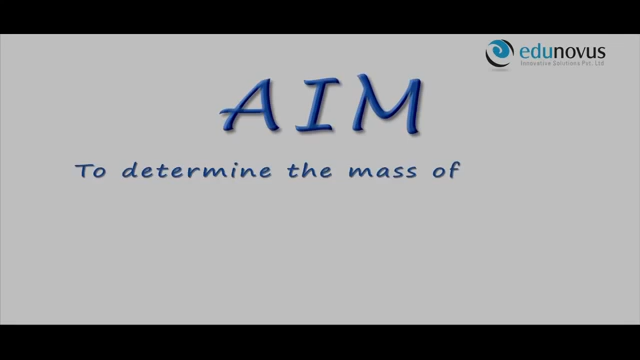 edunovus
Innovative Solutions Pvt. Ltd
AIM
To determine the mass of